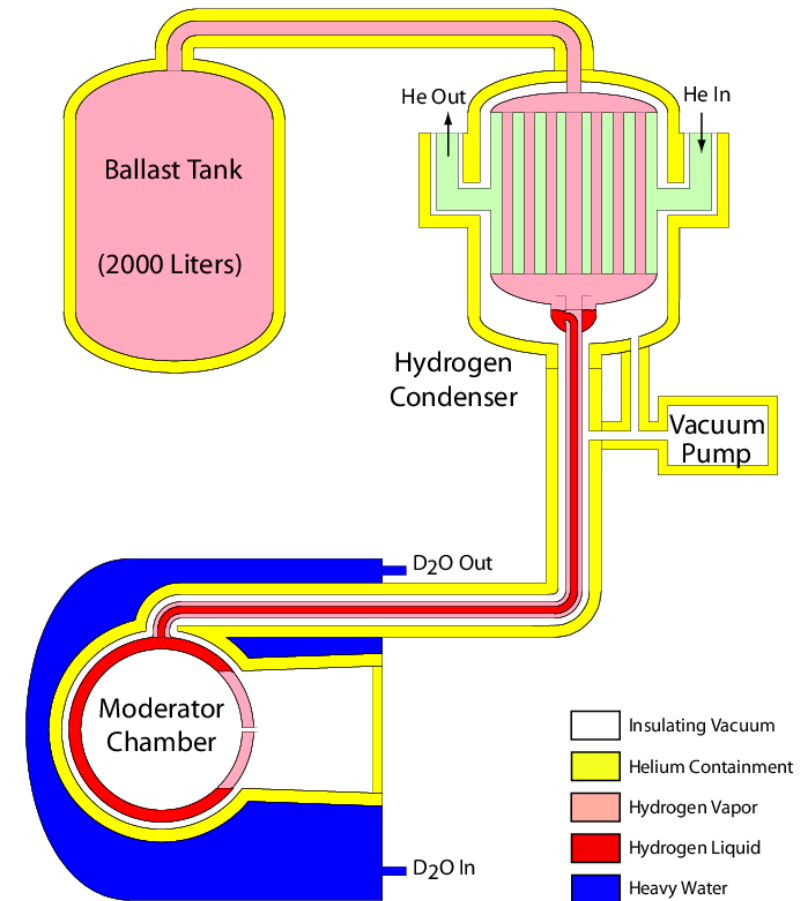 He Out
He In
Ballast Tank
(2000 Liters)
Hydrogen
Condenser
Vacuum
Pump
D2O Out
Moderator
Chamber
D2O In
Insulating Vacuum
Helium Containment
Hydrogen Vapor
Hydrogen Liquid
Heavy Water